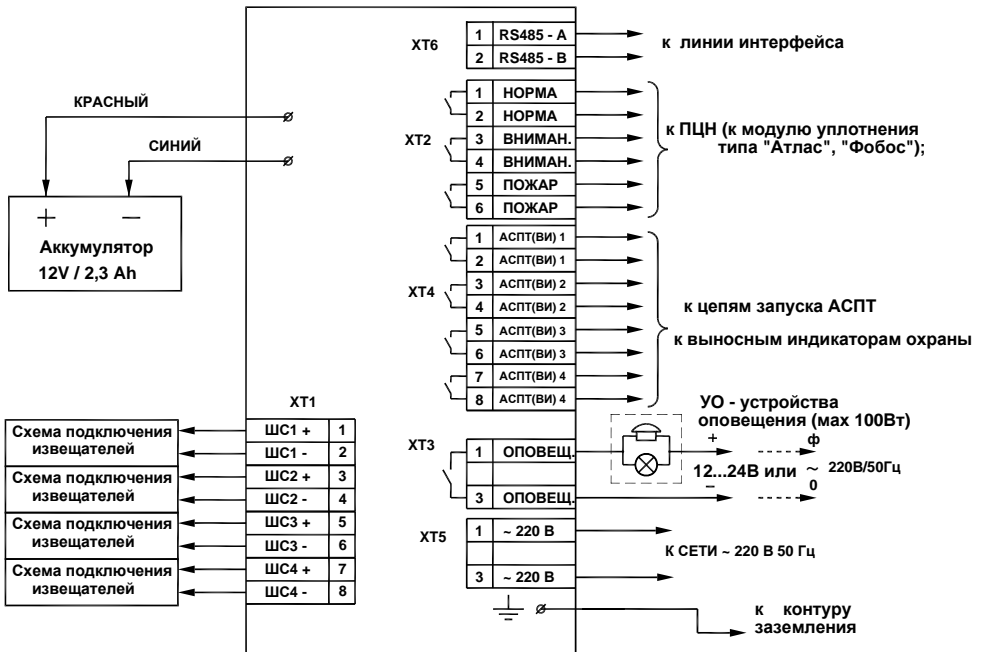 КРАСНЫЙ
СИНИЙ
+ —
Аккумулятор
12V / 2,3 Ah
XT6
1 RS485 - A
2 RS485 - B
к линии интерфейса
XT2
1 НОРМА
2 НОРМА
3 ВНИМАН.
4 ВНИМАН.
5 ПОЖАР
6 ПОЖАР
к ПЦН (к модулю уплотнения
типа "Атлас", "Фобос");
XT4
1 АСПТ(ВИ) 1
2 АСПТ(ВИ) 1
3 АСПТ(ВИ) 2
4 АСПТ(ВИ) 2
5 АСПТ(ВИ) 3
6 АСПТ(ВИ) 3
7 АСПТ(ВИ) 4
8 АСПТ(ВИ) 4
к цепям запуска АСПТ
к выносным индикаторам охраны
XT1
ШС1 + 1
ШС1 - 2
ШС2 + 3
ШС2 - 4
ШС3 + 5
ШС3 - 6
ШС4 + 7
ШС4 - 8
Схема подключения
извещателей
Схема подключения
извещателей
Схема подключения
извещателей
Схема подключения
извещателей
XT3
1 ОПОВЕЩ.
3 ОПОВЕЩ.
УО - устройства
оповещения (мах 100Вт)
+ ф
12...24В или ~ 220В/50Гц
– 0
XT5
1 ~ 220 В
3 ~ 220 В
К СЕТИ ~ 220 В 50 Гц
к контуру
заземления